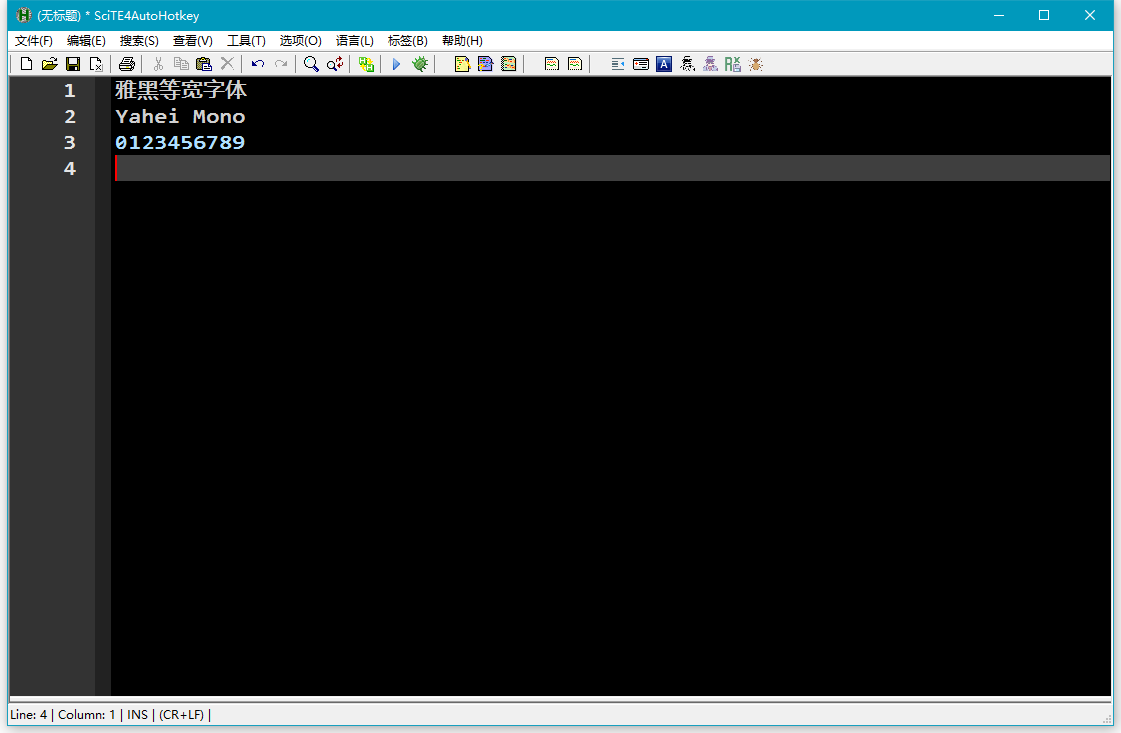 (无标题) * SciTE4AutoHotkey
文件(F) 编辑(E) 搜索(S) 查看(V) 工具(T) 选项(O) 语言(L) 标签(B) 帮助(H)
1 雅黑等宽字体
2 Yahei Mono
3 0123456789
4
Line: 4 | Column: 1 | INS | (CR+LF) |